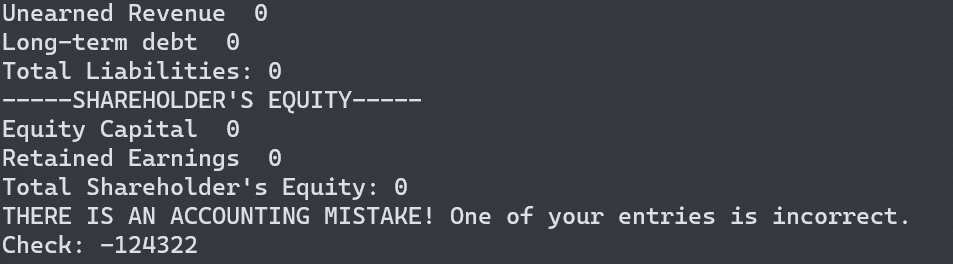 Unearned Revenue  0
Long-term debt  0
Total Liabilities: 0
-----SHAREHOLDER'S EQUITY-----
Equity Capital  0
Retained Earnings  0
Total Shareholder's Equity: 0
THERE IS AN ACCOUNTING MISTAKE! One of your entries is incorrect.
Check: -124322